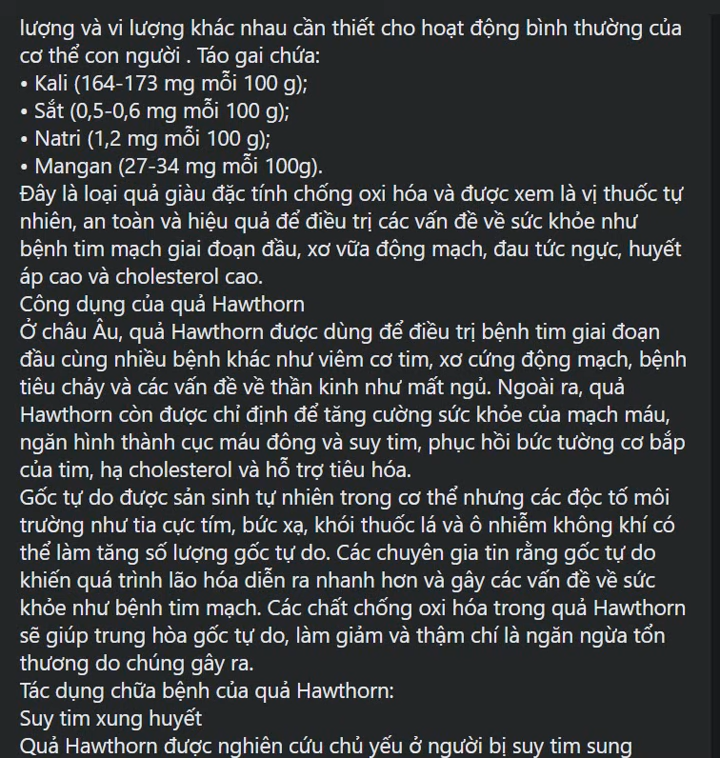 lượng và vi lượng khác nhau cần thiết cho hoạt động bình thường của
cơ thể con người . Táo gai chứa:
• Kali (164-173 mg mỗi 100 g);
• Sắt (0,5-0,6 mg mỗi 100 g);
• Natri (1,2 mg mỗi 100 g);
• Mangan (27-34 mg mỗi 100g).
Đây là loại quả giàu đặc tính chống oxi hóa và được xem là vị thuốc tự
nhiên, an toàn và hiệu quả để điều trị các vấn đề về sức khỏe như
bệnh tim mạch giai đoạn đầu, xơ vữa động mạch, đau tức ngực, huyết
áp cao và cholesterol cao.
Công dụng của quả Hawthorn
Ở châu Âu, quả Hawthorn được dùng để điều trị bệnh tim giai đoạn
đầu cùng nhiều bệnh khác như viêm cơ tim, xơ cứng động mạch, bệnh
tiêu chảy và các vấn đề về thần kinh như mất ngủ. Ngoài ra, quả
Hawthorn còn được chỉ định để tăng cường sức khỏe của mạch máu,
ngăn hình thành cục máu đông và suy tim, phục hồi bức tường cơ bắp
của tim, hạ cholesterol và hỗ trợ tiêu hóa.
Gốc tự do được sản sinh tự nhiên trong cơ thể nhưng các độc tố môi
trường như tia cực tím, bức xạ, khói thuốc lá và ô nhiễm không khí có
thể làm tăng số lượng gốc tự do. Các chuyên gia tin rằng gốc tự do
khiến quá trình lão hóa diễn ra nhanh hơn và gây các vấn đề về sức
khỏe như bệnh tim mạch. Các chất chống oxi hóa trong quả Hawthorn
sẽ giúp trung hòa gốc tự do, làm giảm và thậm chí là ngăn ngừa tổn
thương do chúng gây ra.
Tác dụng chữa bệnh của quả Hawthorn:
Suy tim xung huyết
Quả Hawthorn được nghiên cứu chủ yếu ở người bị suy tim sung